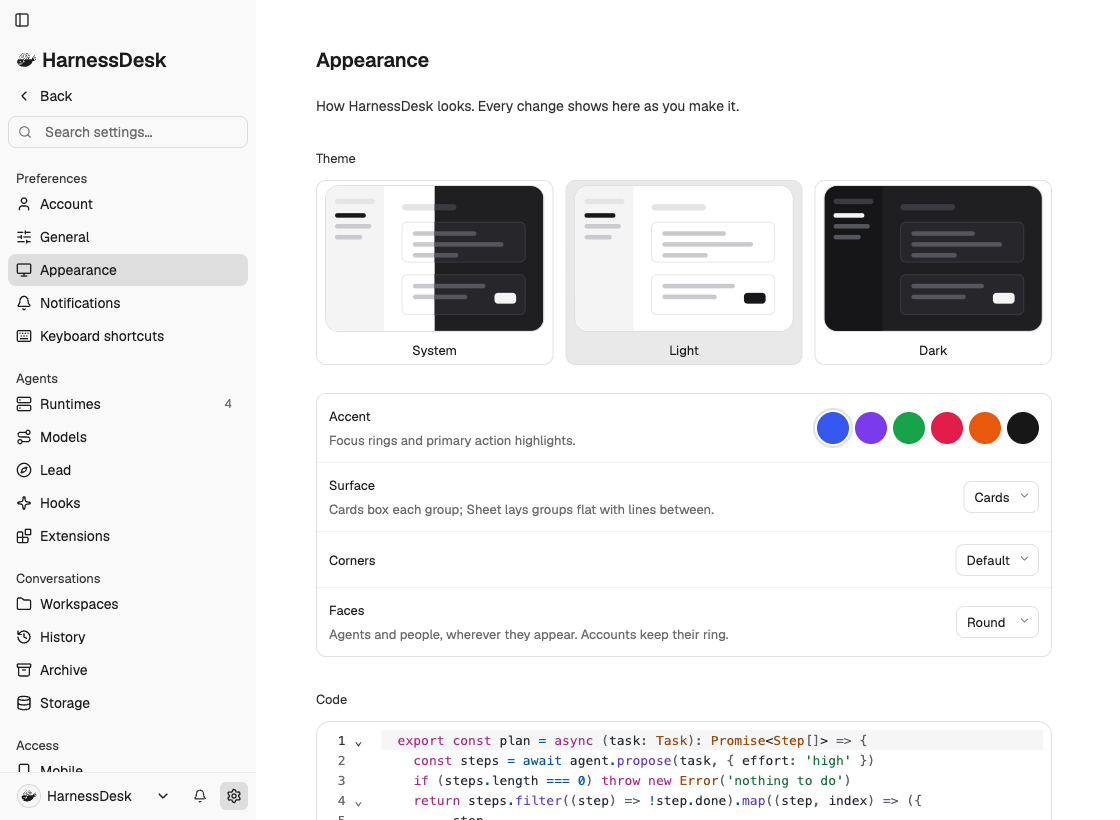 HarnessDesk
Back
Search settings...
Preferences
Account
General
Appearance
Notifications
Keyboard shortcuts
Agents
Runtimes 4
Models
Lead
Hooks
Extensions
Conversations
Workspaces
History
Archive
Storage
Access
Mobile
HarnessDesk
Appearance
How HarnessDesk looks. Every change shows here as you make it.
Theme
System
Light
Dark
Accent
Focus rings and primary action highlights.
Surface
Cards box each group; Sheet lays groups flat with lines between.
Cards
Corners
Default
Faces
Agents and people, wherever they appear. Accounts keep their ring.
Round
Code
1 export const plan = async (task: Task): Promise<Step[]> => {
2 const steps = await agent.propose(task, { effort: 'high' })
3 if (steps.length === 0) throw new Error('nothing to do')
4 return steps.filter((step) => !step.done).map((step, index) => ({
5 step